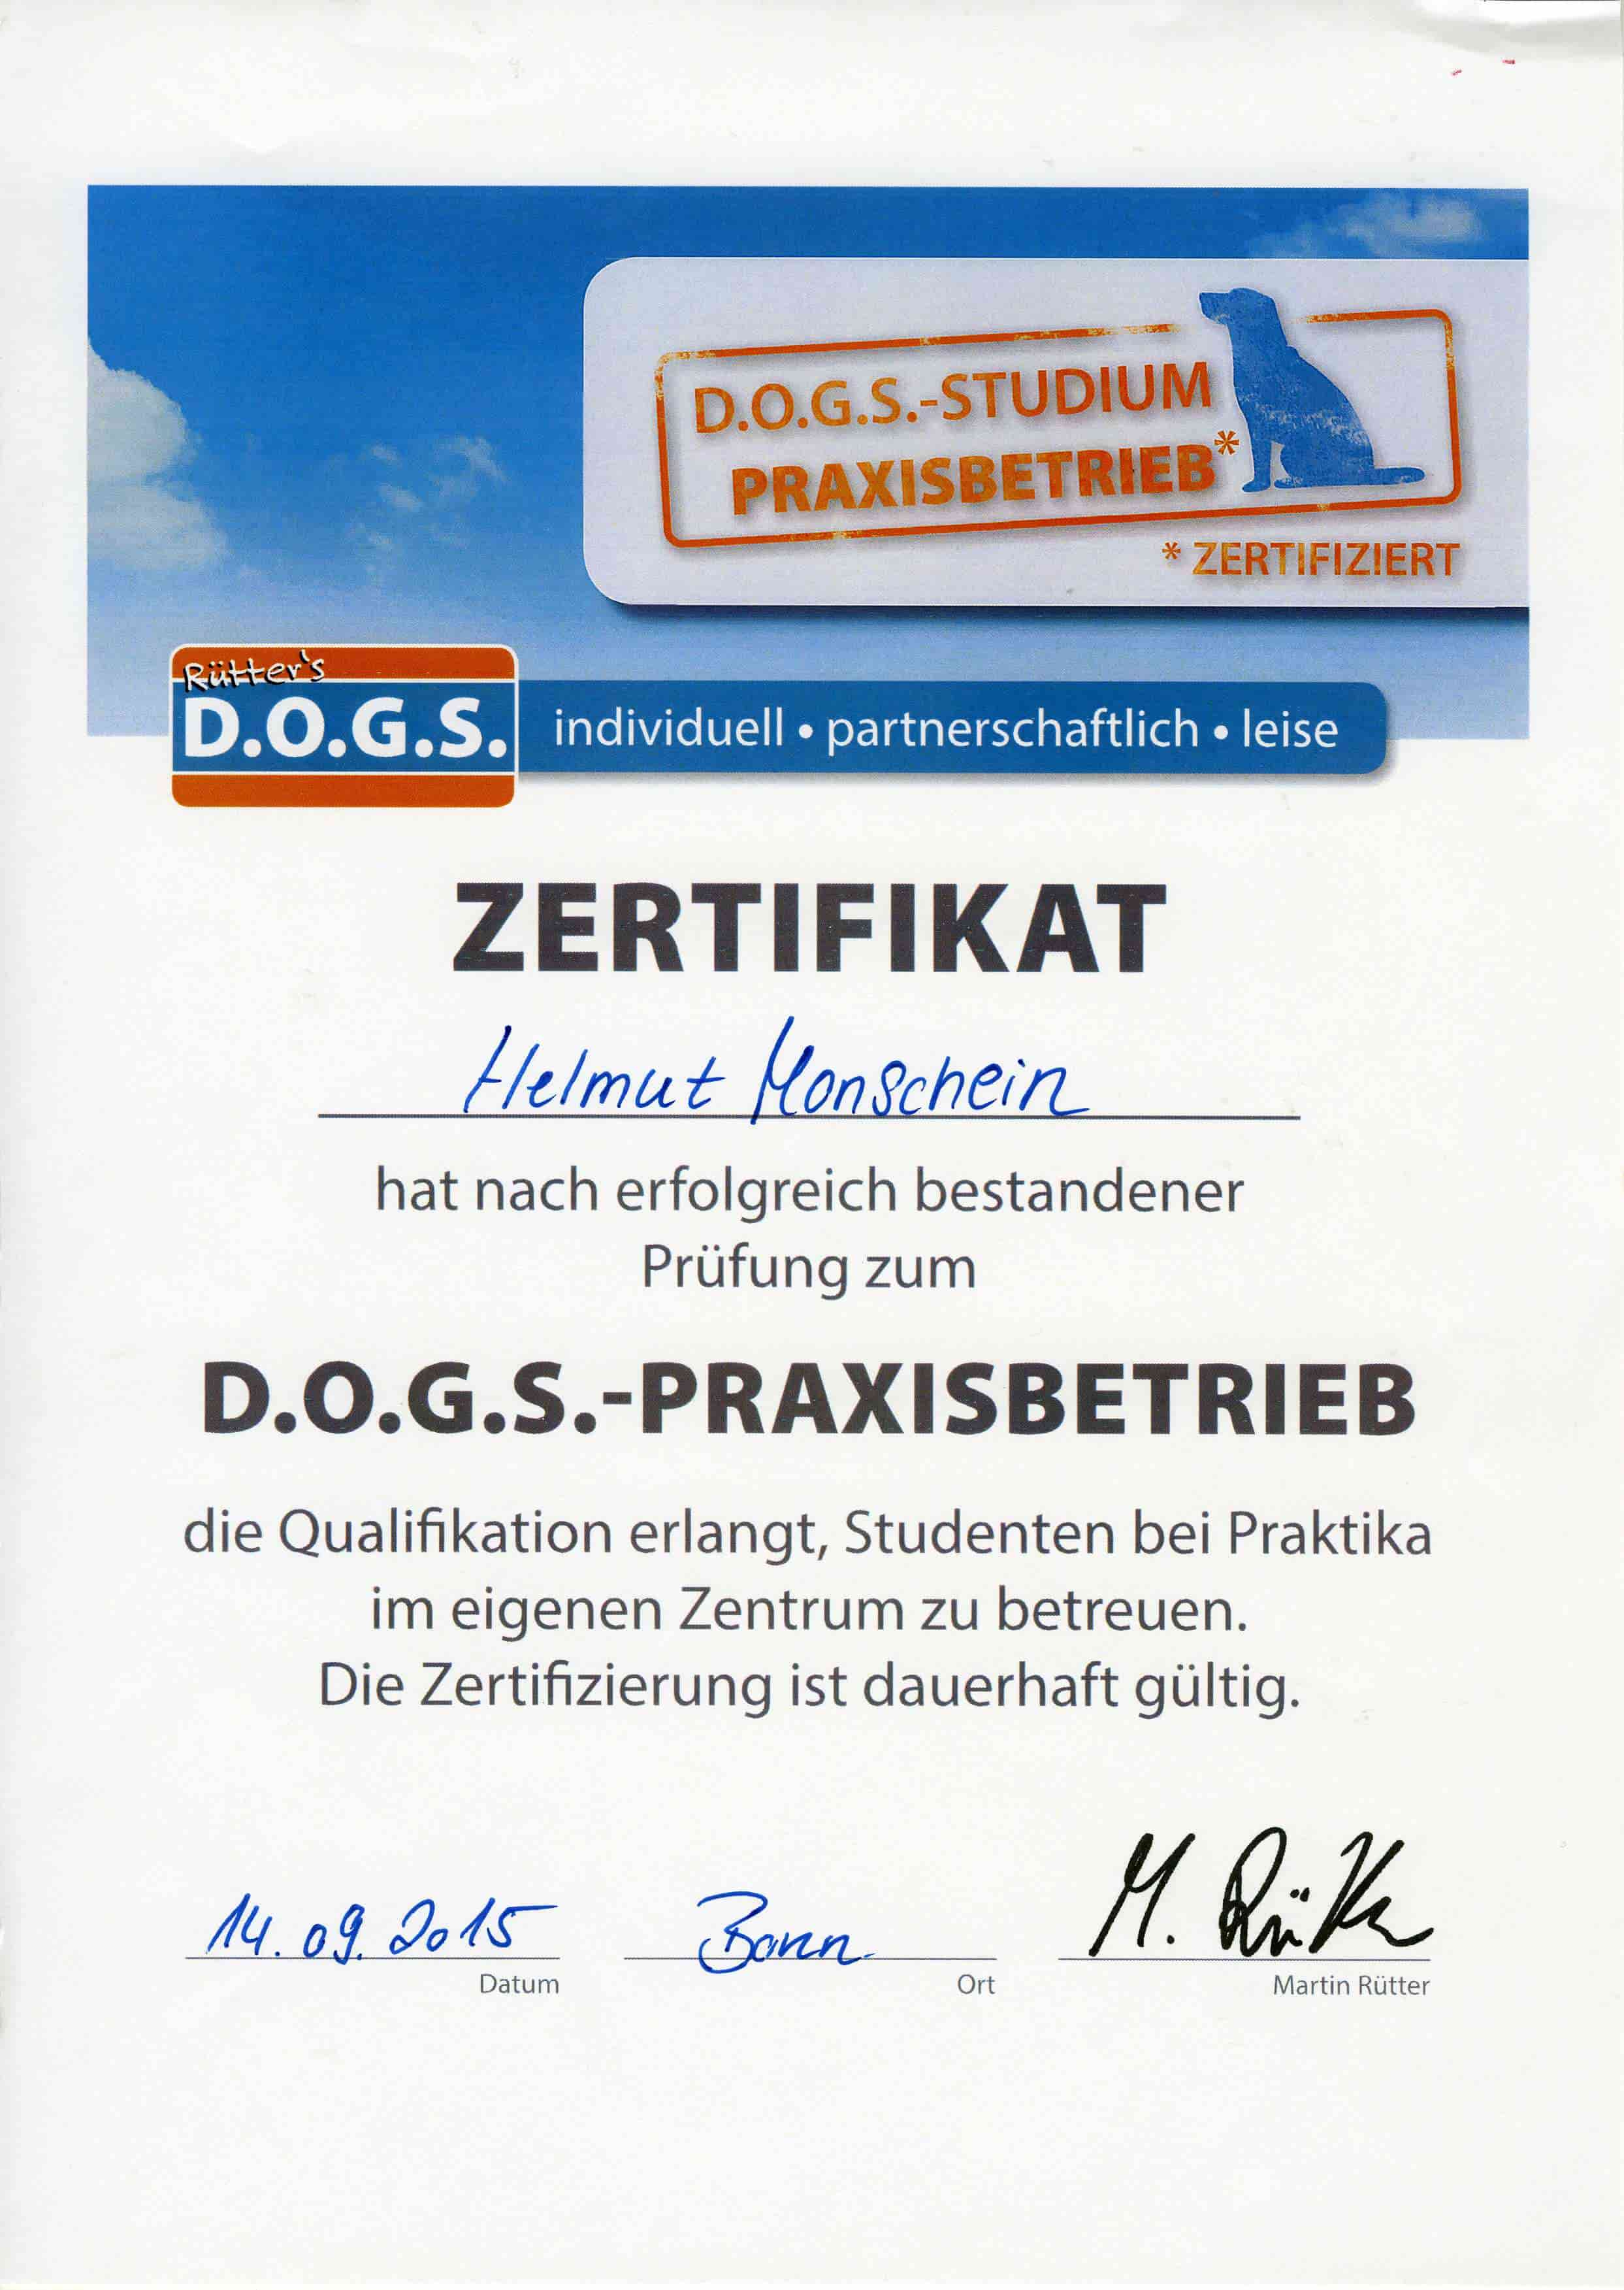 D.O.G.S.-STUDIUM
PRAXISBETRIEB*
* ZERTIFIZIERT
Rütter's
D.O.G.S.
individuell • partnerschaftlich • leise
ZERTIFIKAT
Helmut Monschein
hat nach erfolgreich bestandener
Prüfung zum
D.O.G.S.-PRAXISBETRIEB
die Qualifikation erlangt, Studenten bei Praktika
im eigenen Zentrum zu betreuen.
Die Zertifizierung ist dauerhaft gültig.
14.09.2015 Bonn M. Rütter
Datum Ort Martin Rütter